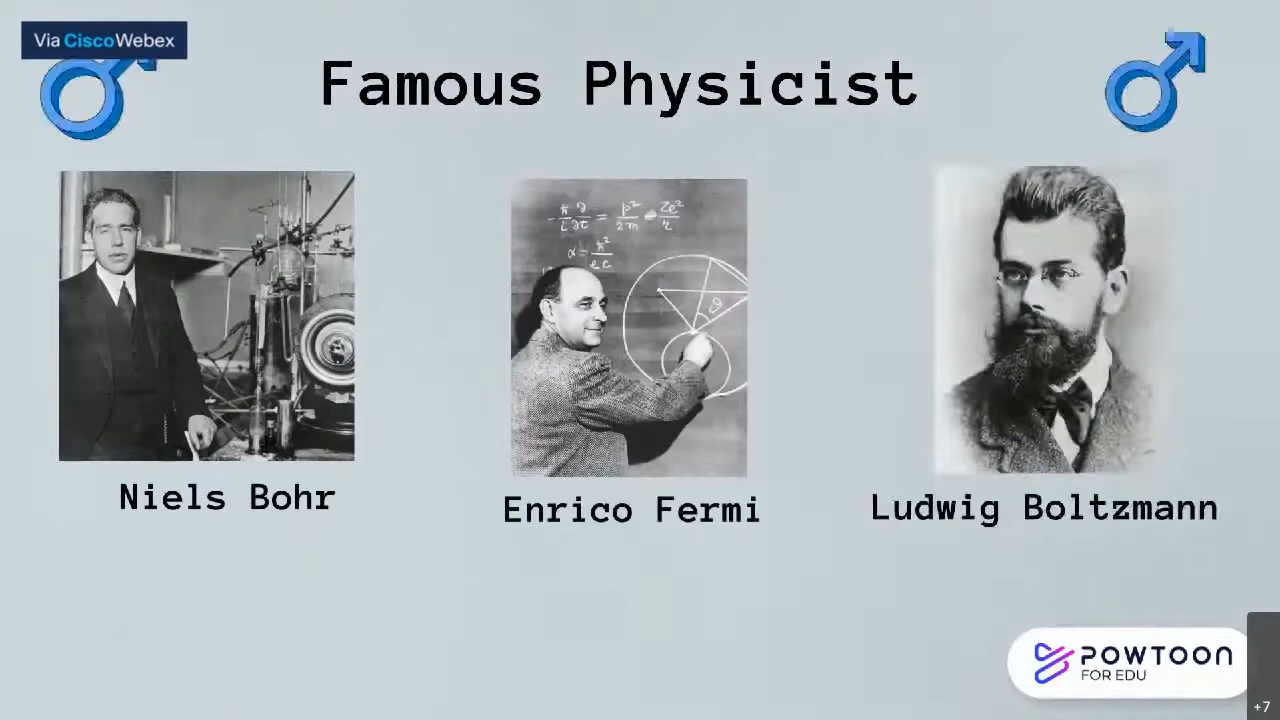 Via CiscoWebex
Famous Physicist
Niels Bohr
Enrico Fermi
Ludwig Boltzmann
POWTOON
FOR EDU
+7